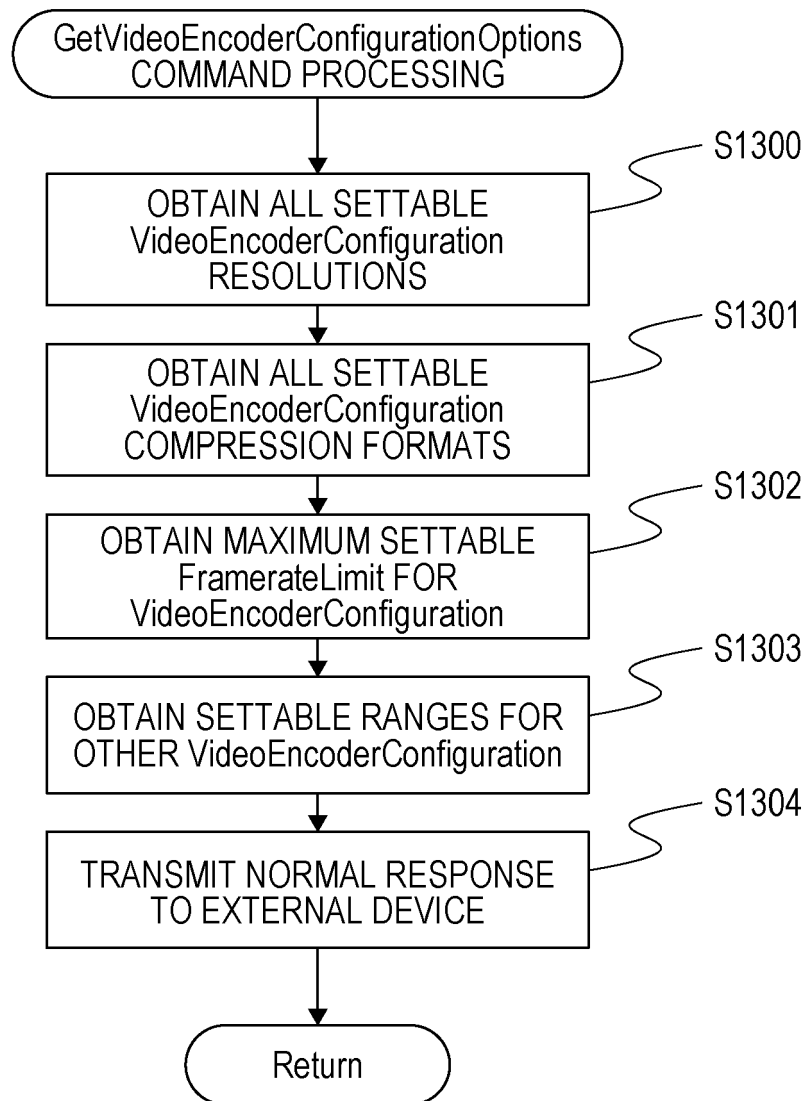 GetVideoEncoderConfigurationOptions
COMMAND PROCESSING
S1300
OBTAIN ALL SETTABLE
VideoEncoderConfiguration
RESOLUTIONS
S1301
OBTAIN ALL SETTABLE
VideoEncoderConfiguration
COMPRESSION FORMATS
S1302
OBTAIN MAXIMUM SETTABLE
FramerateLimit FOR
VideoEncoderConfiguration
S1303
OBTAIN SETTABLE RANGES FOR
OTHER VideoEncoderConfiguration
S1304
TRANSMIT NORMAL RESPONSE
TO EXTERNAL DEVICE
Return